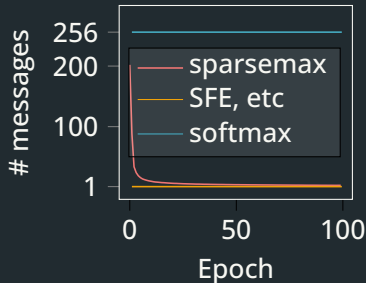 256
200
100
1
# messages
sparsemax
SFE, etc
softmax
0 50 100
Epoch